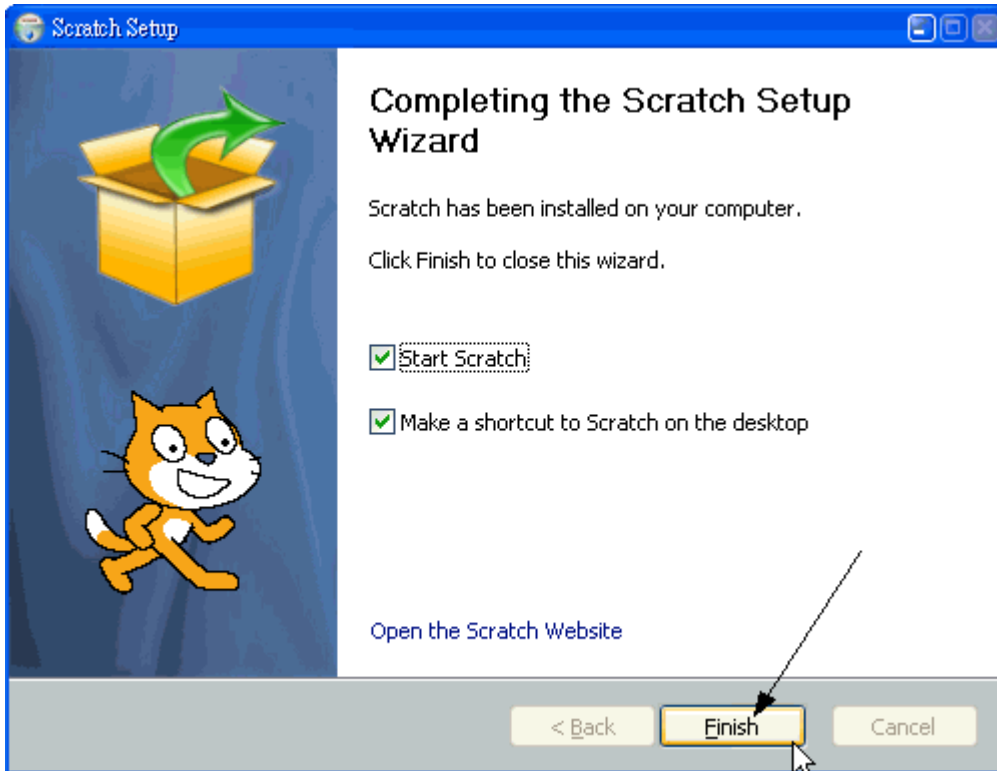 Scratch Setup
Completing the Scratch Setup
Wizard
Scratch has been installed on your computer.
Click Finish to close this wizard.
Start Scratch
Make a shortcut to Scratch on the desktop
Open the Scratch Website
< Back
Finish
Cancel